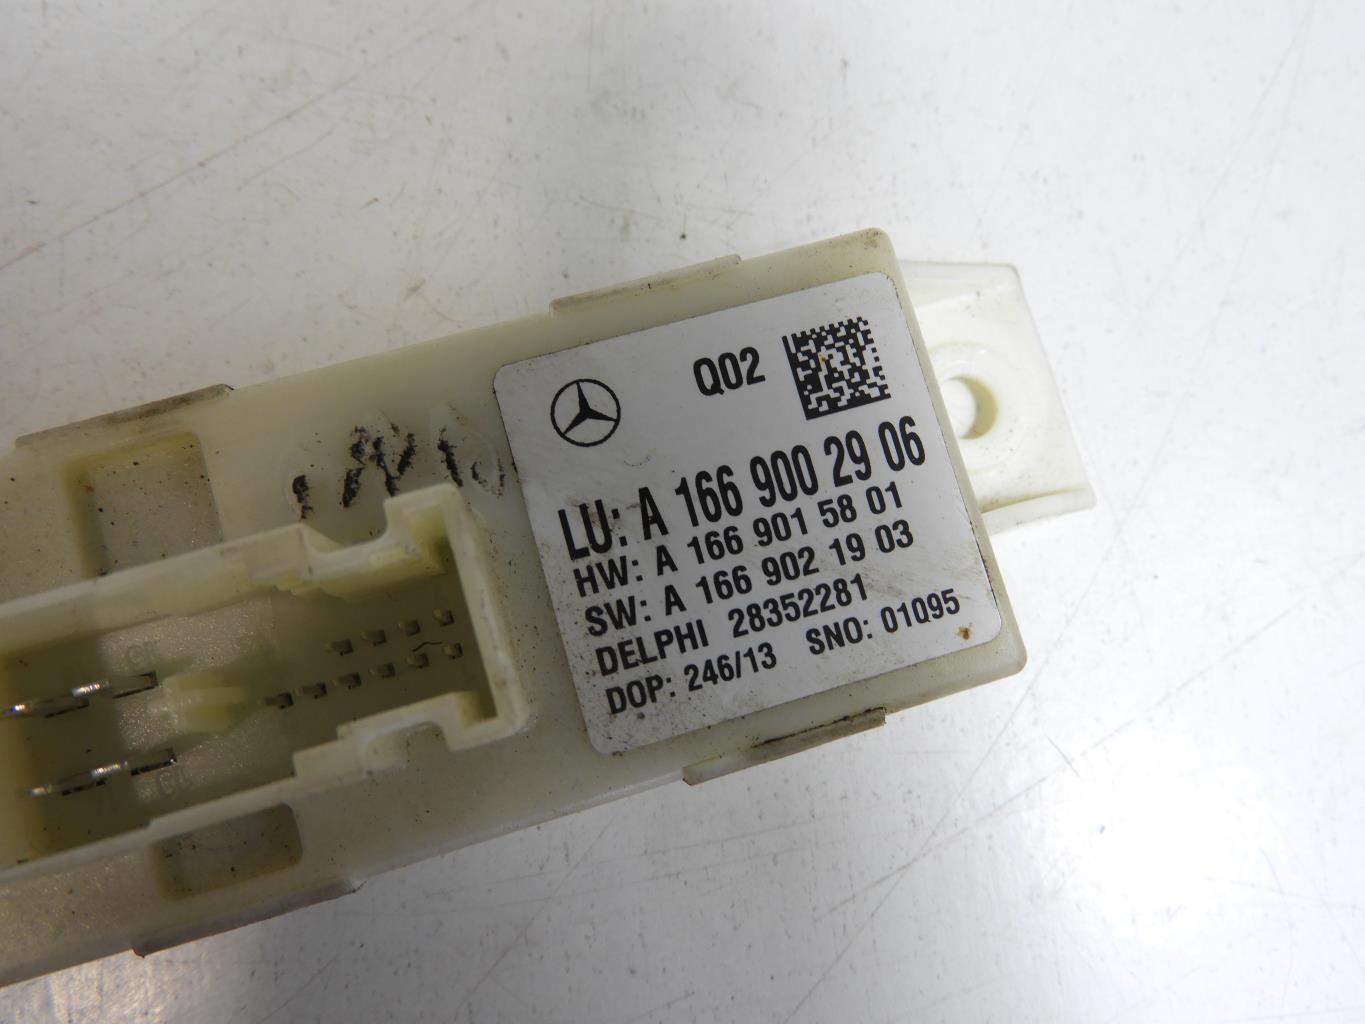 Q02
LU: A 166 900 29 06
HW: A 166 901 58 01
SW: A 166 902 19 03
DELPHI 28352281
DOP: 246/13 SNO: 01095